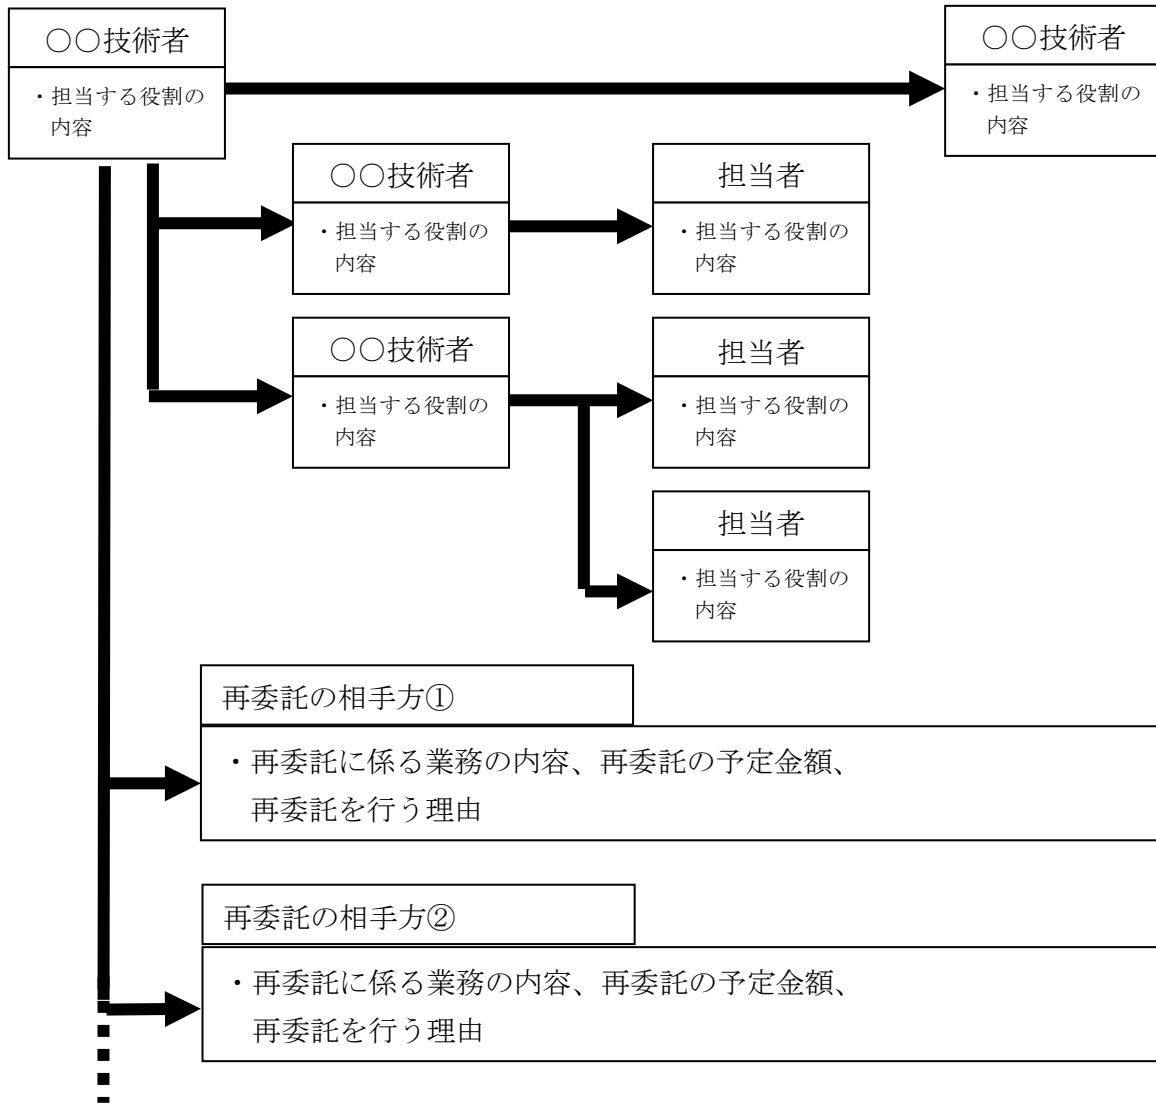 〇〇技術者
・担当する役割の
内容
〇〇技術者
・担当する役割の
内容
〇〇技術者
・担当する役割の
内容
担当者
・担当する役割の
内容
〇〇技術者
・担当する役割の
内容
担当者
・担当する役割の
内容
担当者
・担当する役割の
内容
再委託の相手方①
・再委託に係る業務の内容、再委託の予定金額、
再委託を行う理由
再委託の相手方②
・再委託に係る業務の内容、再委託の予定金額、
再委託を行う理由